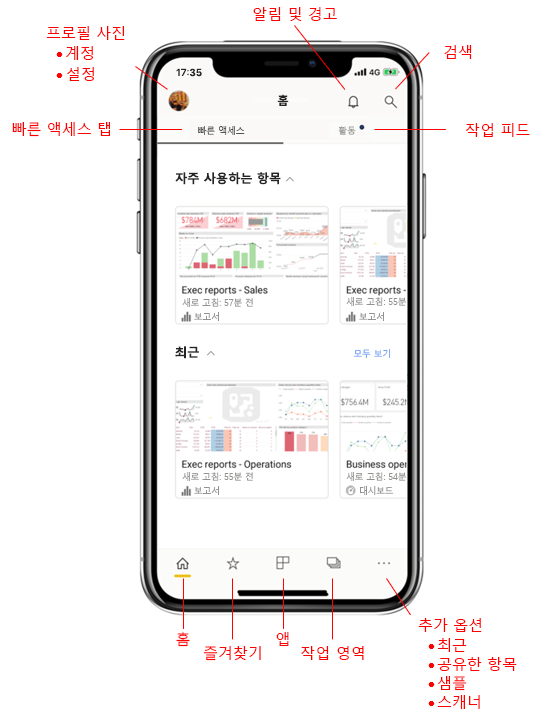 알림 및 경고
프로필 사진
계정
설정
검색
17:35
4G
홈
빠른 액세스 탭
빠른 액세스
활동
작업 피드
자주 사용하는 항목
$784M
$682M
Exec reports - Sales
새로 고침: 57분 전
보고서
Exec reports
새로 고침: 55분
보고서
최근
모두 보기
$756.4M
$245.2
Exec reports - Operations
새로 고침: 55분 전
보고서
Business oper
새로 고침: 54분
대시보드
홈
즐겨찾기
앱
작업 영역
추가 옵션
최근
공유한 항목
샘플
스캐너